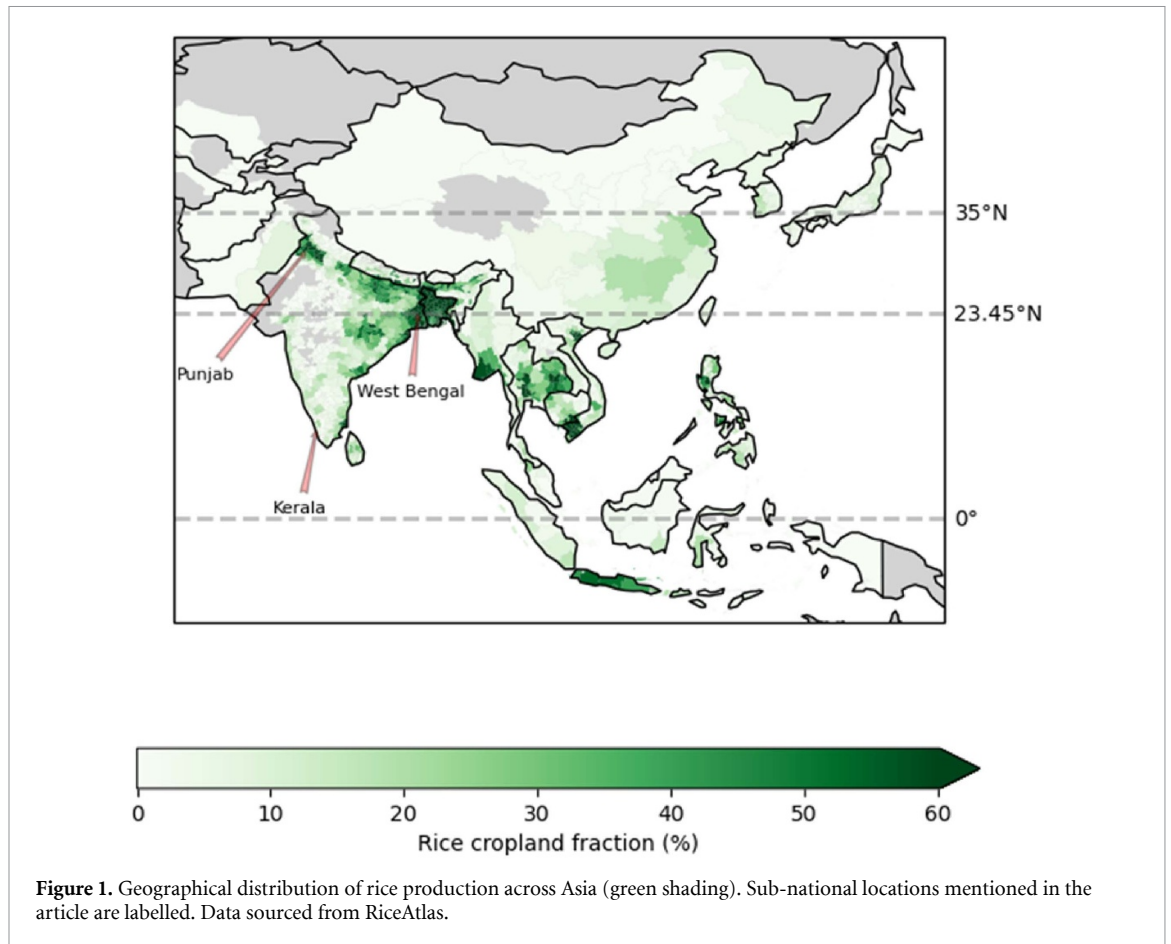 35°N
23.45°N
Punjab
West Bengal
Kerala
0°
0 10 20 30 40 50 60
Rice cropland fraction (%)
Figure 1. Geographical distribution of rice production across Asia (green shading). Sub-national locations mentioned in the
article are labelled. Data sourced from RiceAtlas.